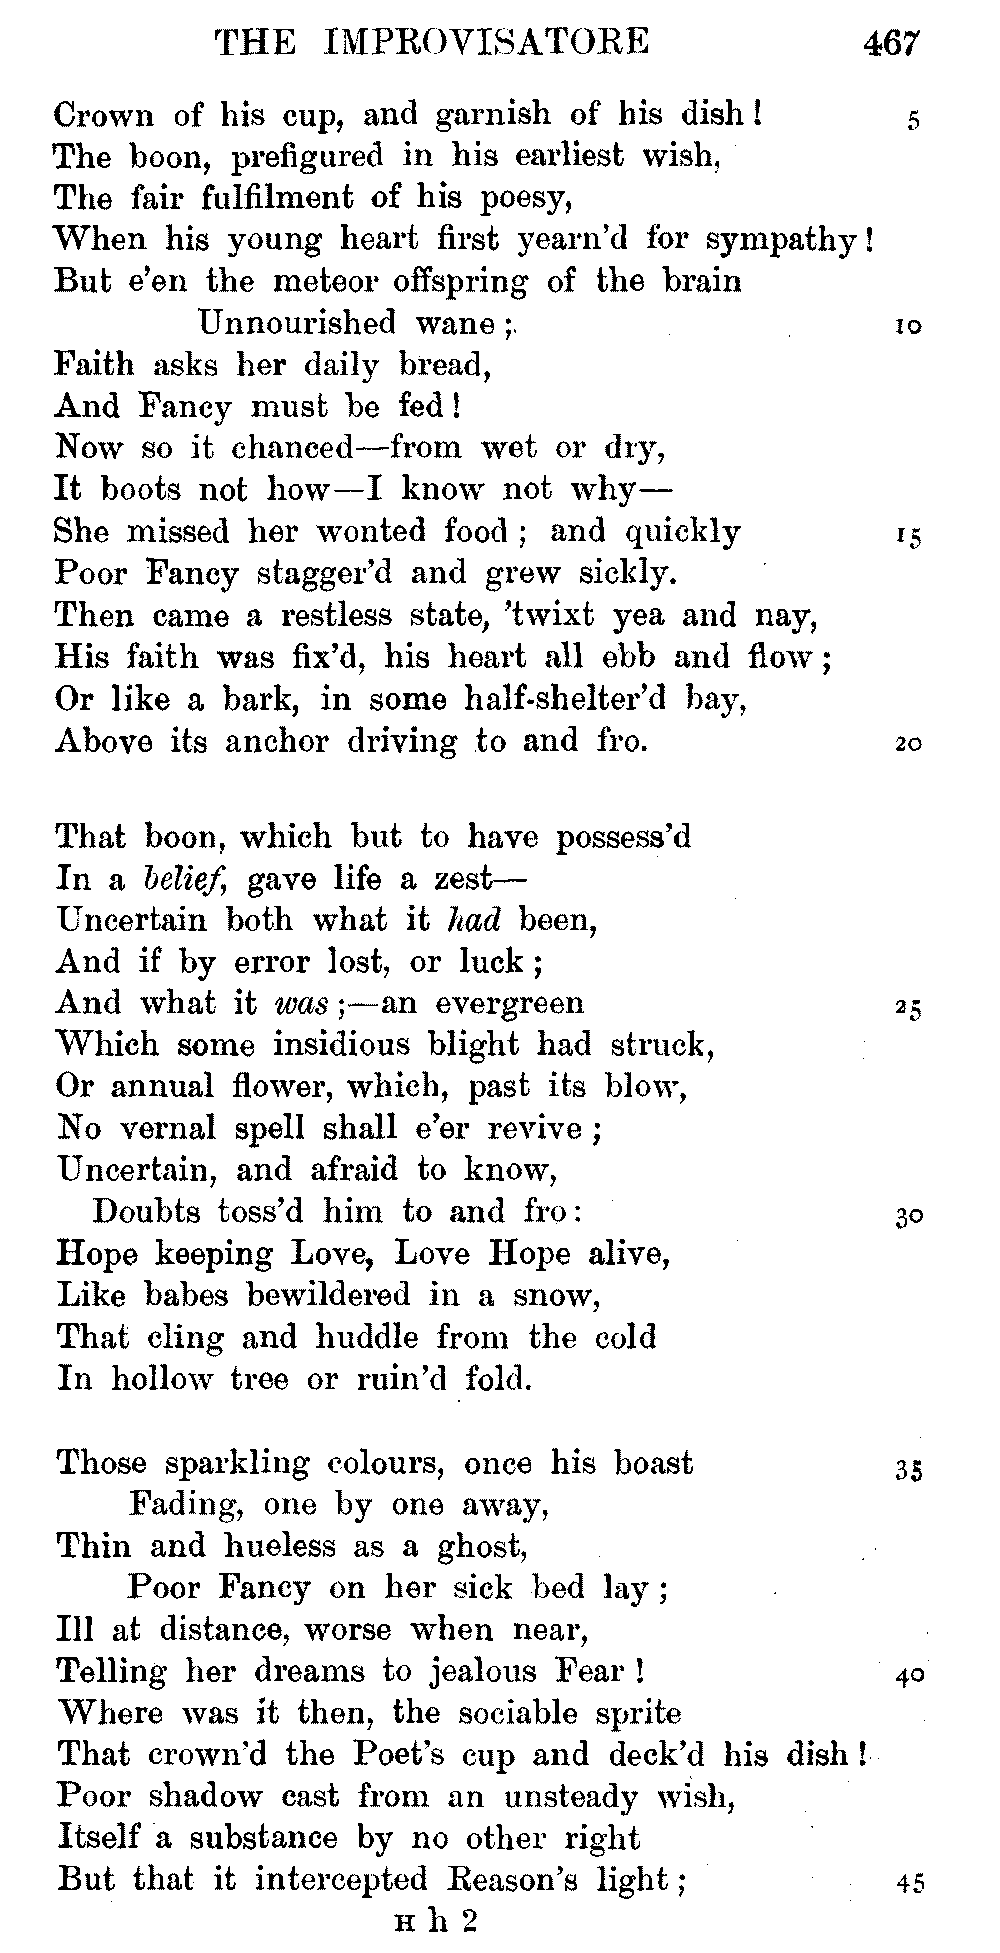 THE IMPROVISATORE 467
Crown of his cup, and garnish of his dish! 5
The boon, prefigured in his earliest wish,
The fair fulfilment of his poesy,
When his young heart first yearn'd for sympathy!
But e'en the meteor offspring of the brain
Unnourished wane; 10
Faith asks her daily bread,
And Fancy must be fed!
Now so it chanced—from wet or dry,
It boots not how—I know not why—
She missed her wonted food; and quickly 15
Poor Fancy stagger'd and grew sickly.
Then came a restless state, 'twixt yea and nay,
His faith was fix'd, his heart all ebb and flow;
Or like a bark, in some half-shelter'd bay,
Above its anchor driving to and fro. 20

That boon, which but to have possess'd
In a belief, gave life a zest—
Uncertain both what it had been,
And if by error lost, or luck;
And what it was;—an evergreen 25
Which some insidious blight had struck,
Or annual flower, which, past its blow,
No vernal spell shall e'er revive;
Uncertain, and afraid to know,
Doubts toss'd him to and fro: 30
Hope keeping Love, Love Hope alive,
Like babes bewildered in a snow,
That cling and huddle from the cold
In hollow tree or ruin'd fold.

Those sparkling colours, once his boast 35
Fading, one by one away,
Thin and hueless as a ghost,
Poor Fancy on her sick bed lay;
Ill at distance, worse when near,
Telling her dreams to jealous Fear! 40
Where was it then, the sociable sprite
That crown'd the Poet's cup and deck'd his dish!
Poor shadow cast from an unsteady wish,
Itself a substance by no other right
But that it intercepted Reason's light; 45
H h 2